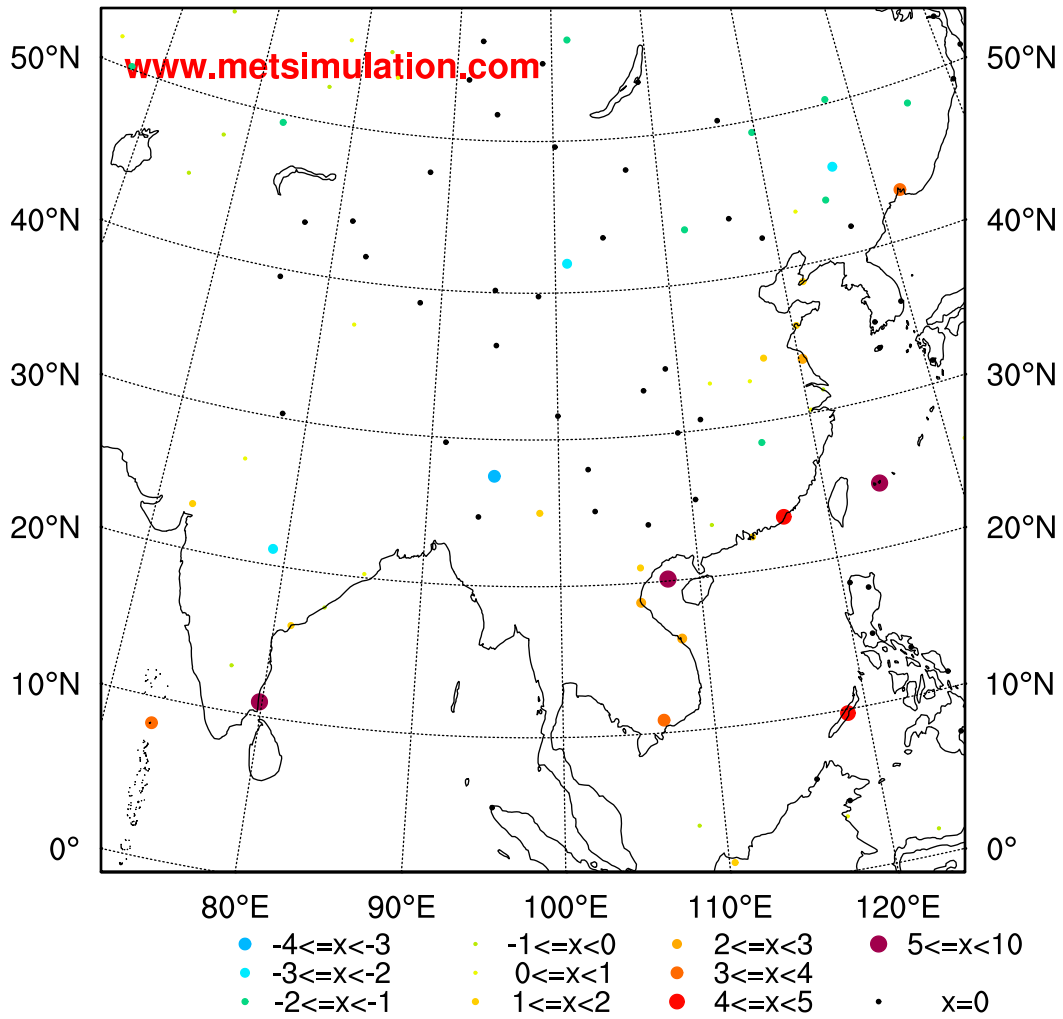 www.metsimulation.com
50°N 50°N
40°N 40°N
30°N 30°N
20°N 20°N
10°N 10°N
0° 0°
80°E 90°E 100°E 110°E 120°E
-4<=x<-3 -1<=x<0 2<=x<3 5<=x<10
-3<=x<-2 0<=x<1 3<=x<4
-2<=x<-1 1<=x<2 4<=x<5 x=0